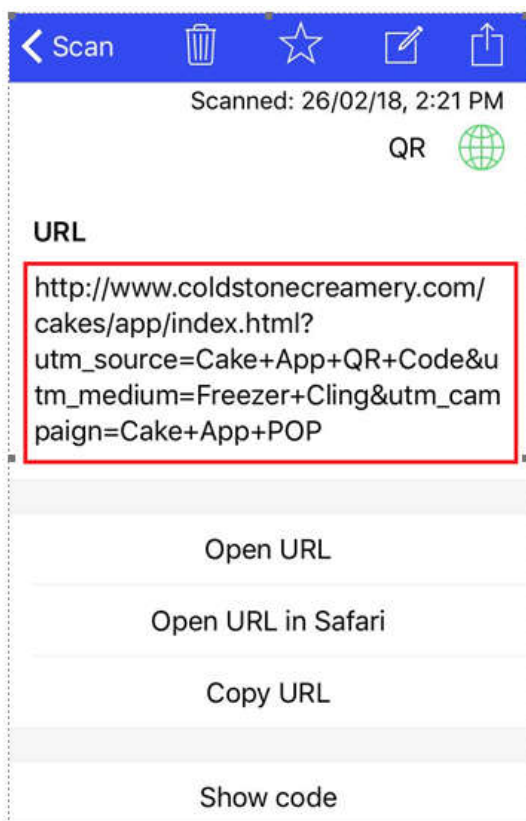 Scan
Scanned: 26/02/18, 2:21 PM
QR
URL
http://www.coldstonecreamery.com/
cakes/app/index.html?
utm_source=Cake+App+QR+Code&u
tm_medium=Freezer+Cling&utm_cam
paign=Cake+App+POP
Open URL
Open URL in Safari
Copy URL
Show code